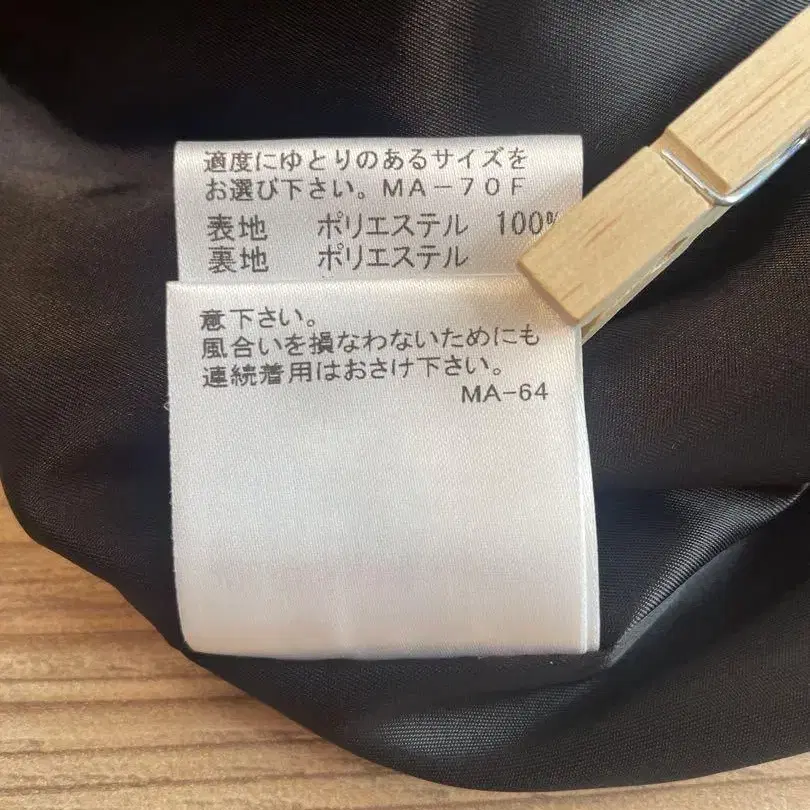 適度にゆとりのあるサイズを
お選び下さい。MA-70F
表地 ポリエステル 100%
裏地 ポリエステル
意下さい。
風合いを損なわないためにも
連続着用はおさけ下さい。
MA-64